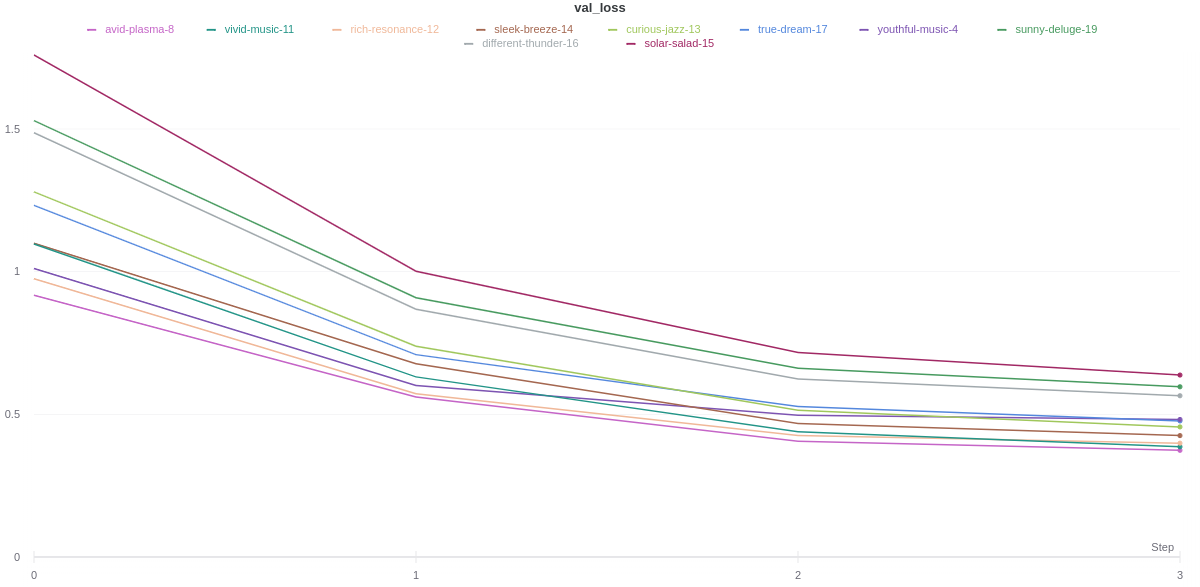 val_loss
avid-plasma-8 vivid-music-11 rich-resonance-12 sleek-breeze-14 curious-jazz-13 true-dream-17 youthful-music-4 sunny-deluge-19
different-thunder-16 solar-salad-15
1.5
1
0.5
Step
0
0 1 2 3